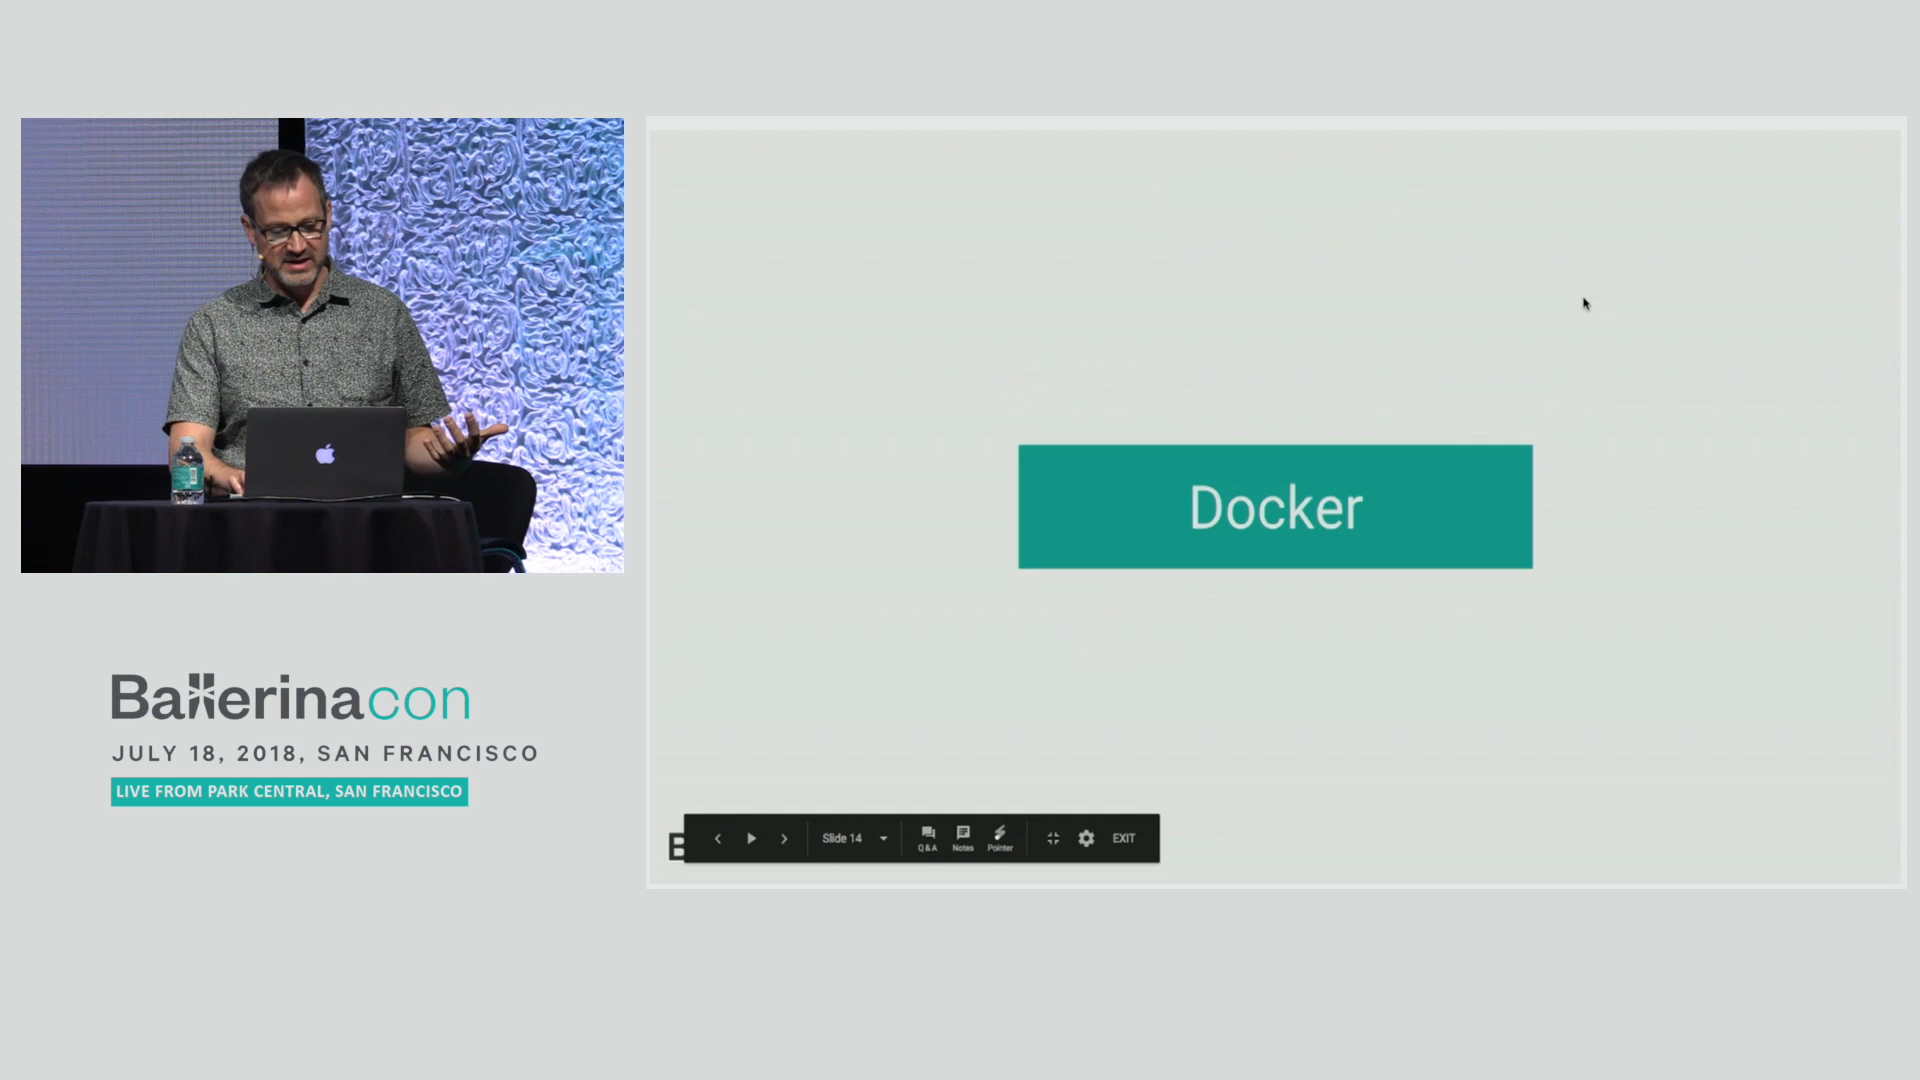 Docker
B
Slide 14
Q&A
Notes
Pointer
EXIT
Ballerinacon
JULY 18, 2018, SAN FRANCISCO
LIVE FROM PARK CENTRAL, SAN FRANCISCO